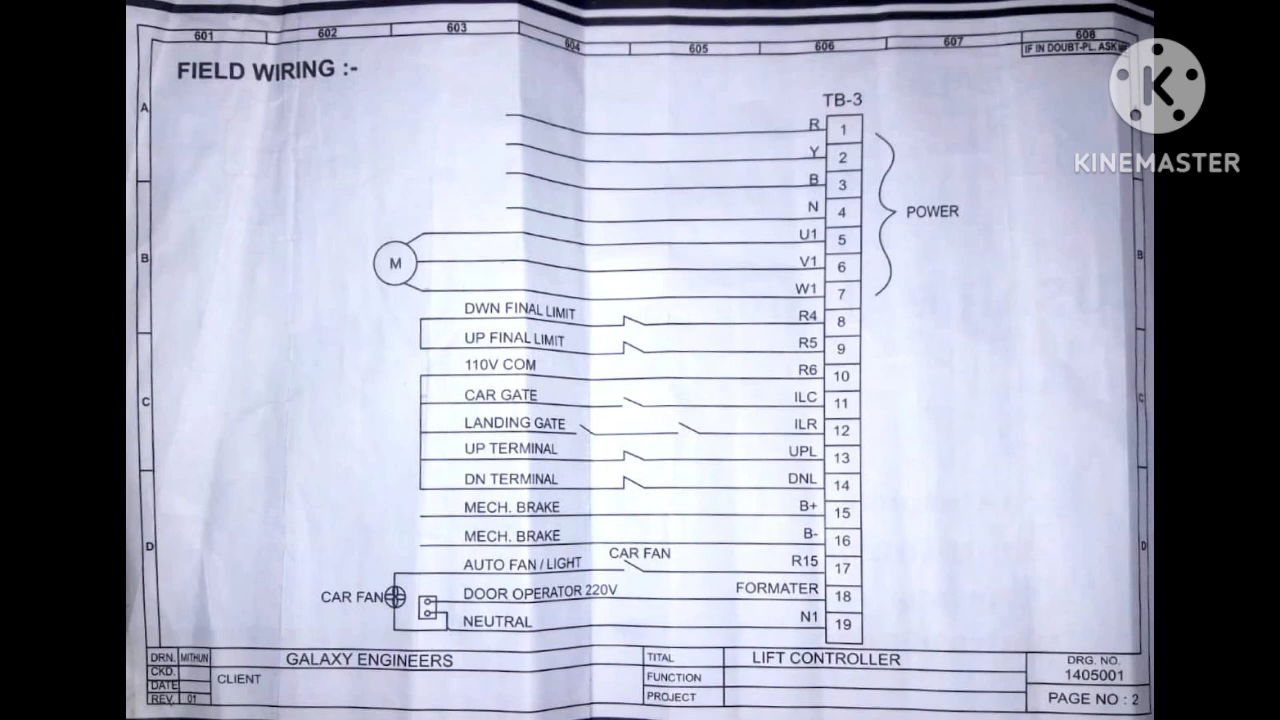 601 602 603 604 605 606 607 608
IF IN DOUBT-PL. ASK
FIELD WIRING :-
KINEMASTER
TB-3
A
B
C
D
B
C
D
R 1
Y 2
B 3
N 4
POWER
U1 5
M
V1 6
W1 7
DWN FINAL LIMIT R4 8
UP FINAL LIMIT R5 9
110V COM R6 10
CAR GATE ILC 11
LANDING GATE ILR 12
UP TERMINAL UPL 13
DN TERMINAL DNL 14
MECH. BRAKE B+ 15
MECH. BRAKE B- 16
AUTO FAN / LIGHT CAR FAN R15 17
CAR FAN DOOR OPERATOR 220V FORMATER 18
NEUTRAL N1 19
DRN. MITHUN GALAXY ENGINEERS TITAL LIFT CONTROLLER DRG. NO.
CKD. CLIENT FUNCTION 1405001
DATE
REV. 01 PROJECT PAGE NO : 2